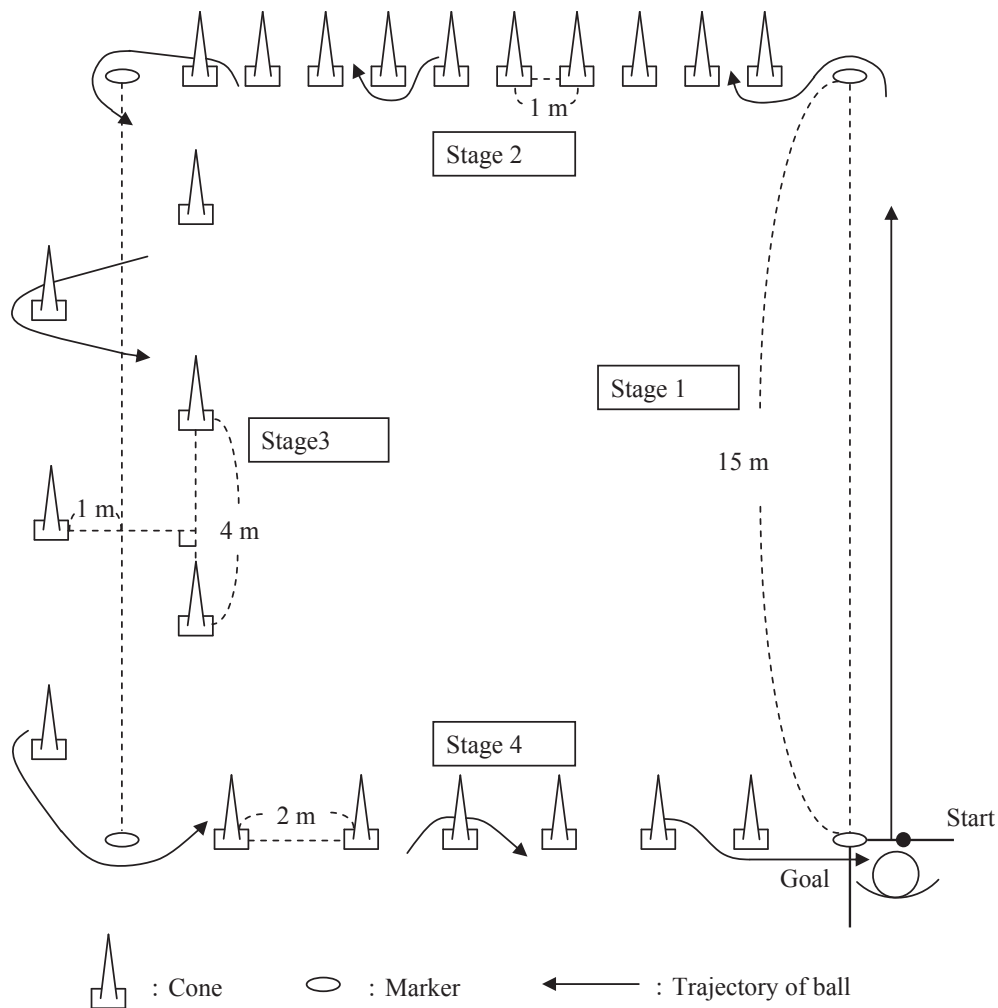 1 m
Stage 2
Stage 1
Stage3
15 m
1 m
4 m
Stage 4
2 m
Start
Goal
: Cone
: Marker
: Trajectory of ball